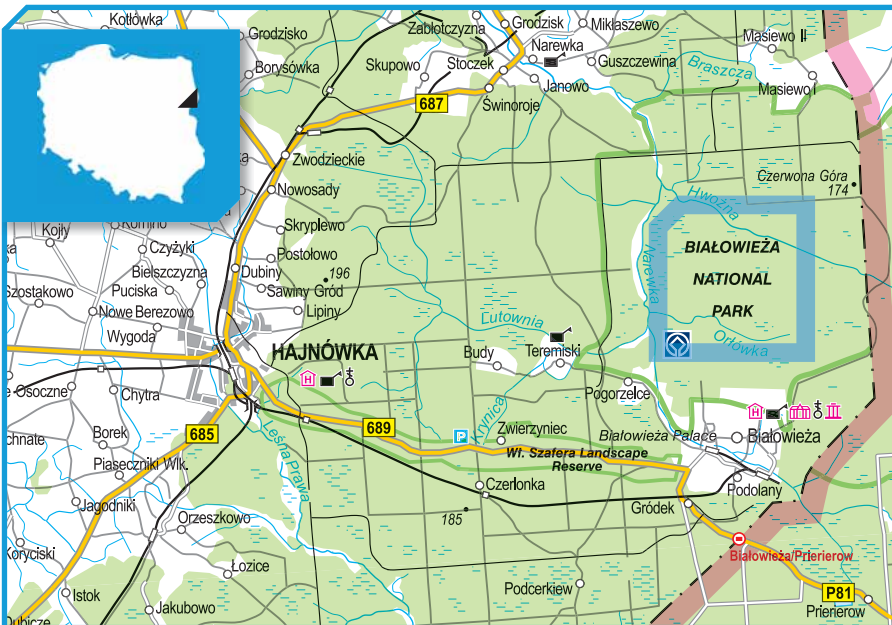 Kotłówka
Grodzisko
Borysówka
Zabłotczyzna
Grodzisk
Mikłaszewo
Masiewo II
Skupowo
Stoczek
Narewka
Guszczewina
Janowo
Braszcza
Masiewo I
687
Świnoroje
Zwodzieckie
Czerwona Góra
174
Nowosady
Hwoźna
Skryplewo
Kojły
Czyżyki
Postołowo
BIAŁOWIEŻA
NATIONAL
PARK
Narewka
Bielszczyzna
Dubiny
196
Puciska
Sawiny Gród
Szostakowo
Nowe Berezowo
Lipiny
Wygoda
Lutownia
Orłówka
HAJNÓWKA
Budy
Teremiski
Osoczne
Chytra
H
Pogorzelce
H
685
689
P
Krynica
Zwierzyniec
Białowieża Palace
Białowieża
Borek
Leśna Prawa
Wł. Szafera Landscape
Reserve
Piaseczniki Wlk.
Czerlonka
Podolany
Jagodniki
185
Gródek
Orzeszkowo
Koryciski
Białowieża/Prierierow
Łozice
Istok
Podcerkiew
P81
Jakubowo
Prierierow